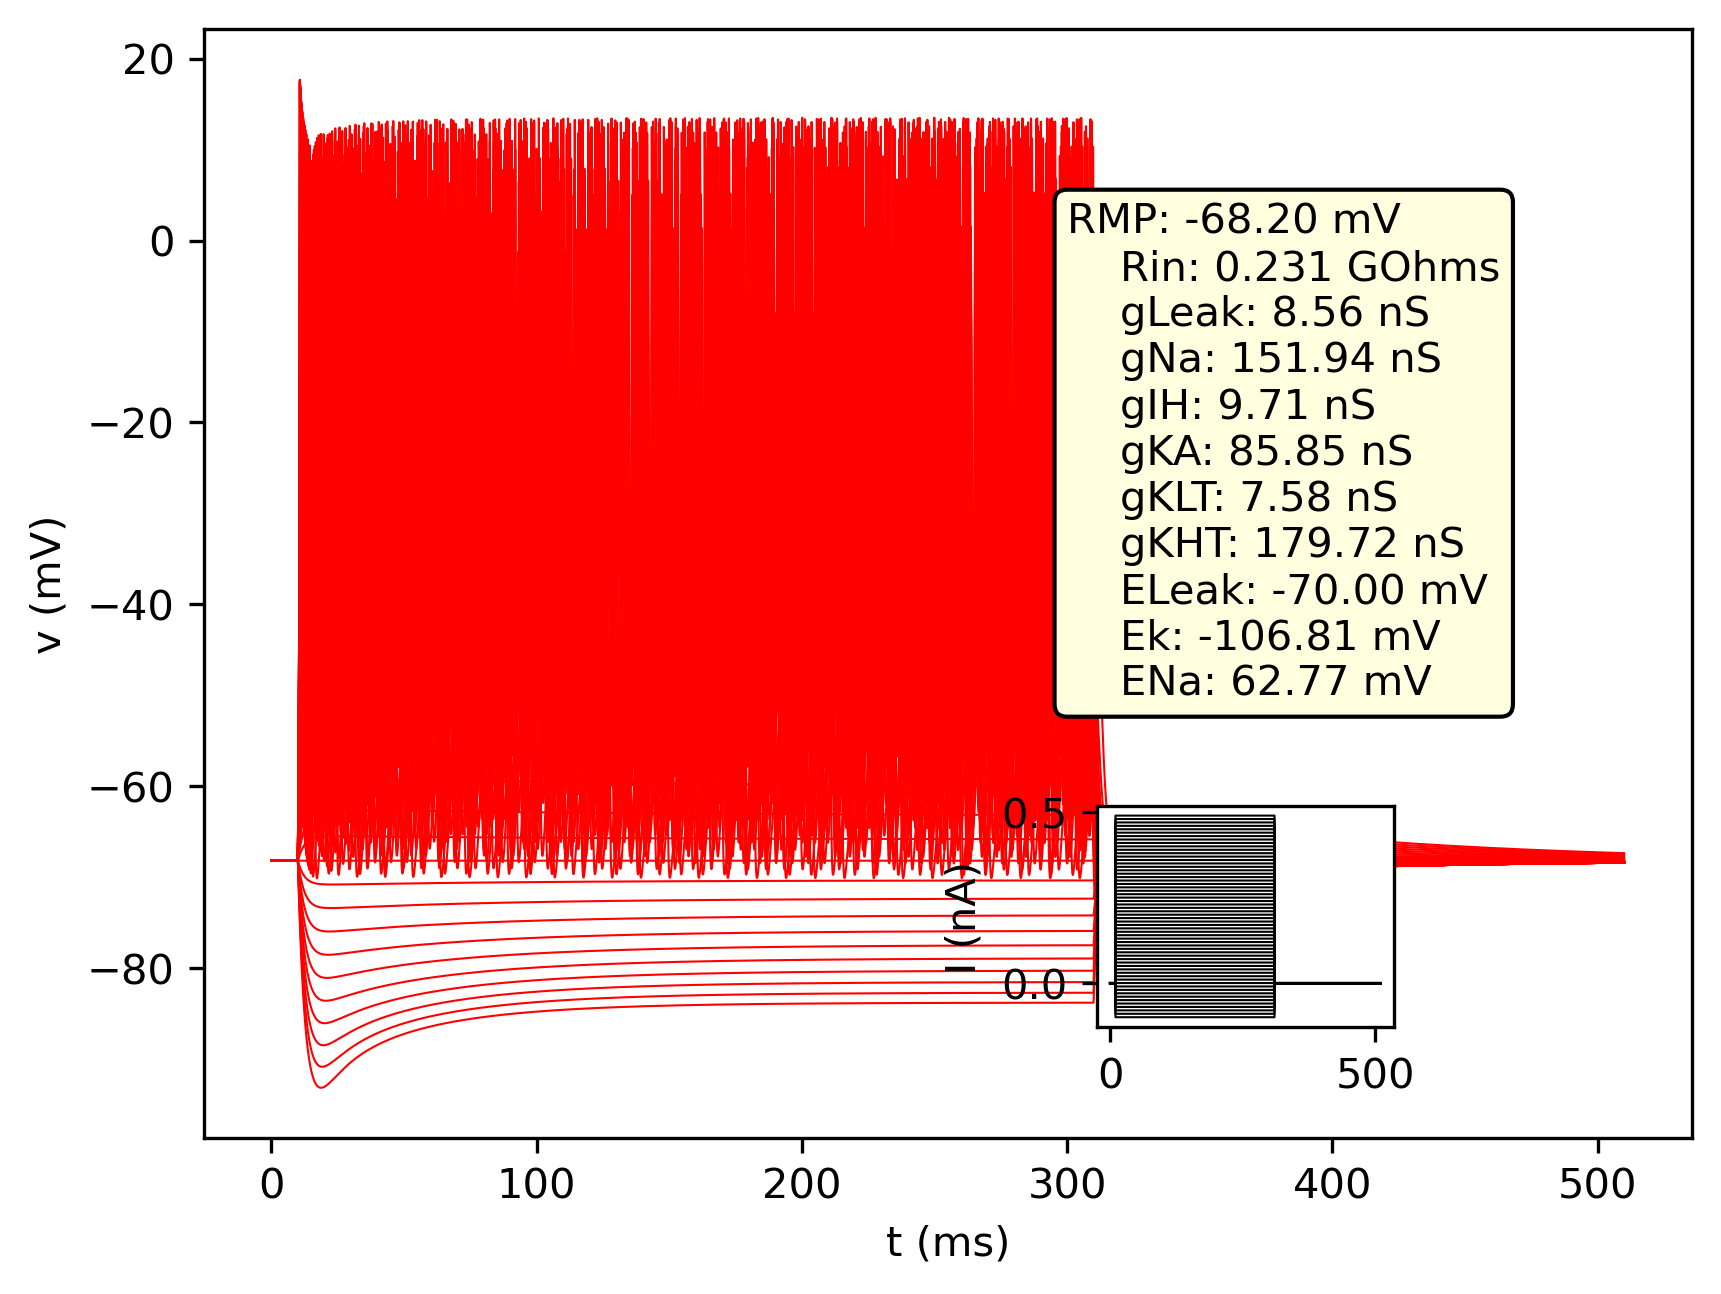 20
0
−20
−40
−60
−80
v (mV)
0
100
200
300
400
500
t (ms)
RMP: -68.20 mV
Rin: 0.231 GOhms
gLeak: 8.56 nS
gNa: 151.94 nS
gIH: 9.71 nS
gKA: 85.85 nS
gKLT: 7.58 nS
gKHT: 179.72 nS
ELeak: -70.00 mV
Ek: -106.81 mV
ENa: 62.77 mV
0.5
0.0
I (nA)
0
500